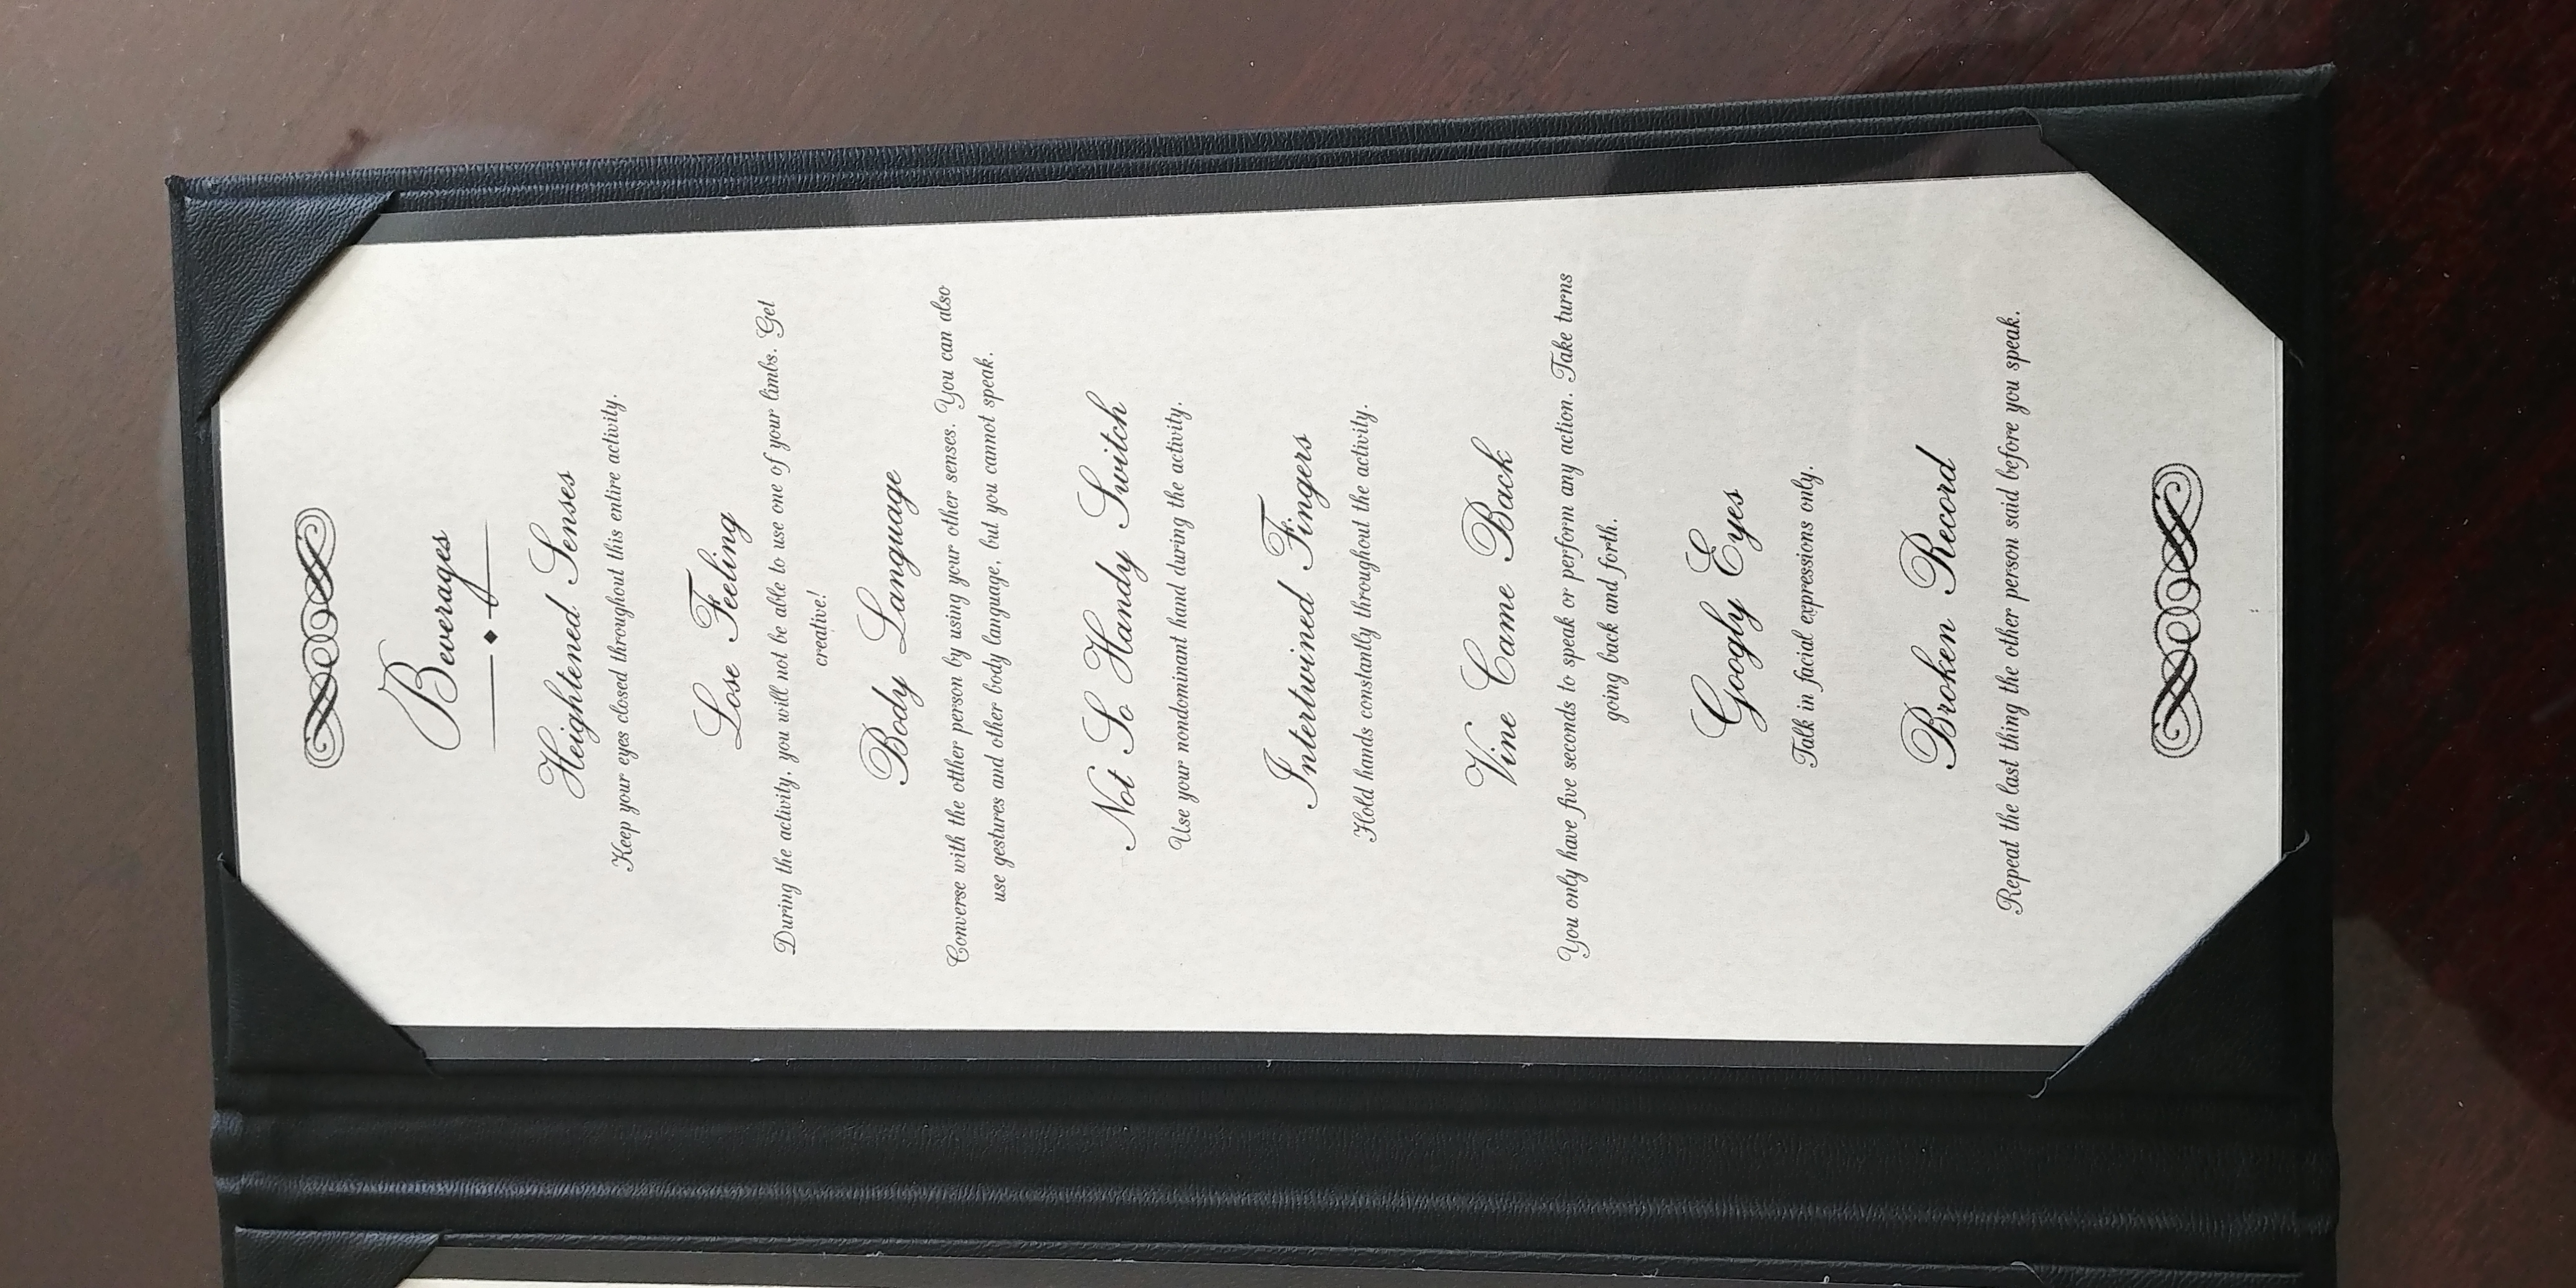 Beverages
Heightened Senses
Keep your eyes closed throughout this entire activity.
Lose Feeling
During the activity, you will not be able to use one of your limbs. Get
creative!
Body Language
Converse with the otther person by using your other senses. You can also
use gestures and other body language, but you cannot speak.
Not So Handy Switch
Use your nondominant hand during the activity.
Intertwined Fingers
Hold hands constantly throughout the activity.
Vine Came Back
You only have five seconds to speak or perform any action. Take turns
going back and forth.
Googly Eyes
Talk in facial expressions only.
Broken Record
Repeat the last thing the other person said before you speak.